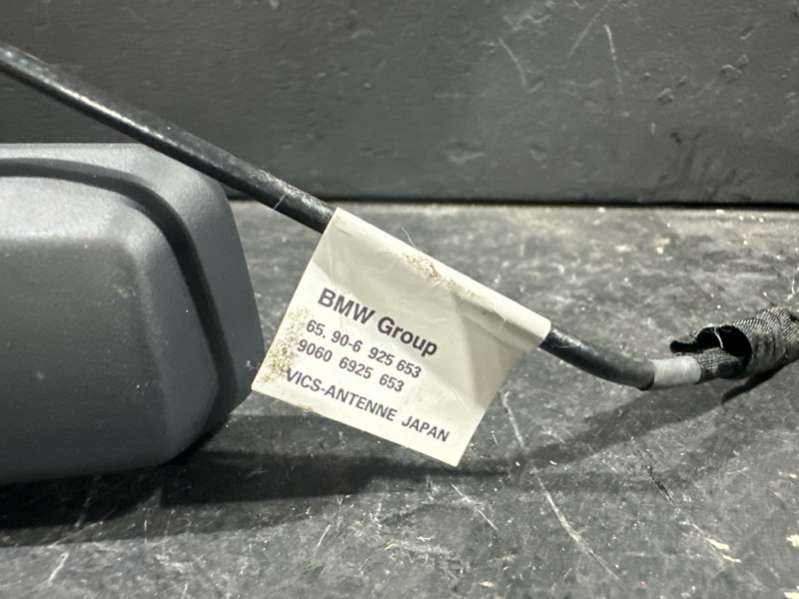 BMW Group
65. 90-6 925 653
9060 6925 653
VICS-ANTENNE JAPAN